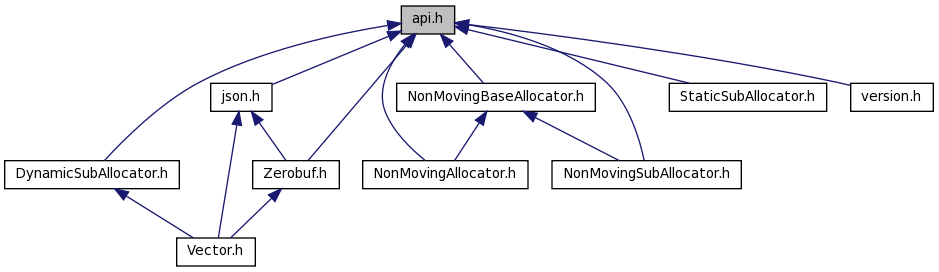 api.h
json.h
NonMovingBaseAllocator.h
StaticSubAllocator.h
version.h
DynamicSubAllocator.h
Zerobuf.h
NonMovingAllocator.h
NonMovingSubAllocator.h
Vector.h